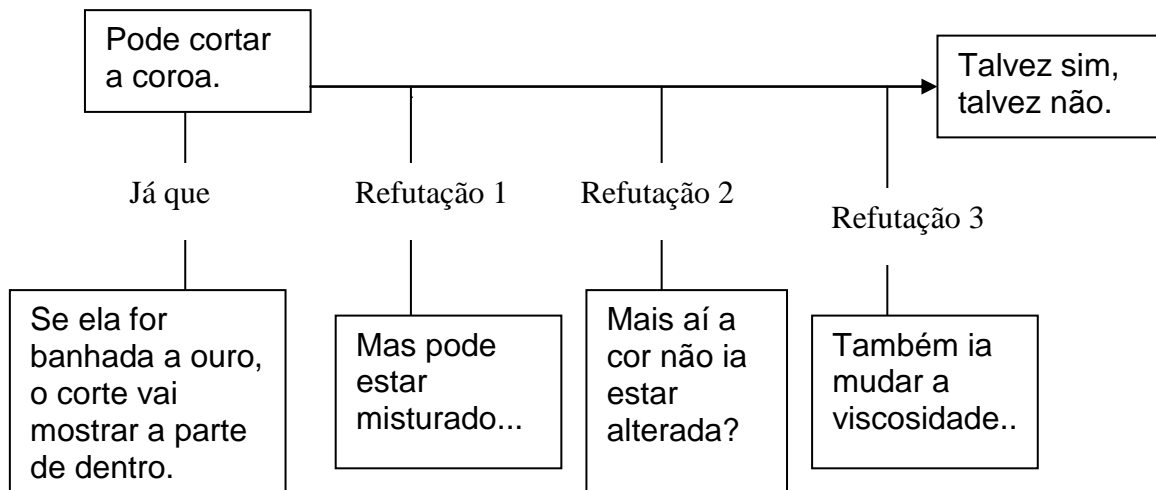 Pode cortar
a coroa.
Talvez sim,
talvez não.
Já que
Refutação 1
Refutação 2
Refutação 3
Se ela for
banhada a ouro,
o corte vai
mostrar a parte
de dentro.
Mas pode
estar
misturado...
Mais aí a
cor não ia
estar
alterada?
Também ia
mudar a
viscosidade..